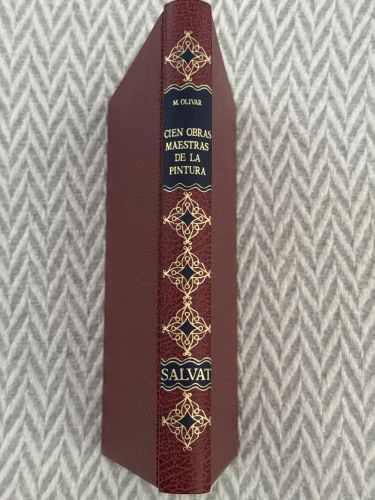 M. OLIVAR
CIEN OBRAS
MAESTRAS
DE LA
PINTURA
SALVAT